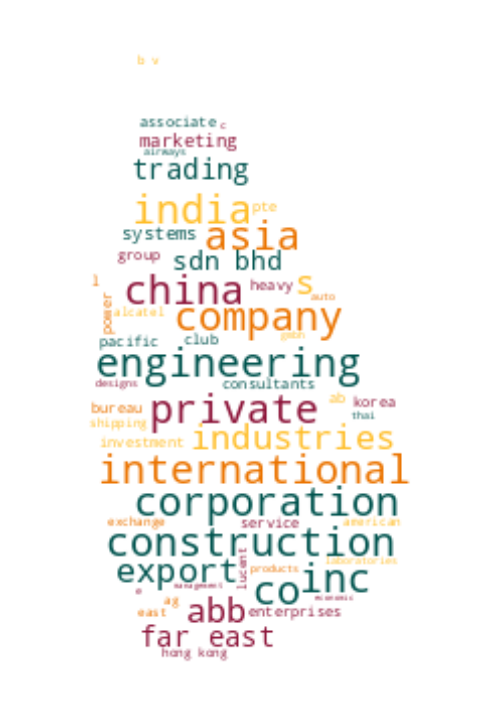 b v
associate c
marketing
airways
trading
india pte
systems asia
group sdn bhd
l china heavy s
auto
power alcatel company
gmbh
pacific club
engineering
designs consultants
ab korea
bureau private thai
shipping
investment industries
international
corporation
exchange service american
construction
laboratories
export lucent products inc
management
e co economic
ag
east abb enterprises
far east
hong kong